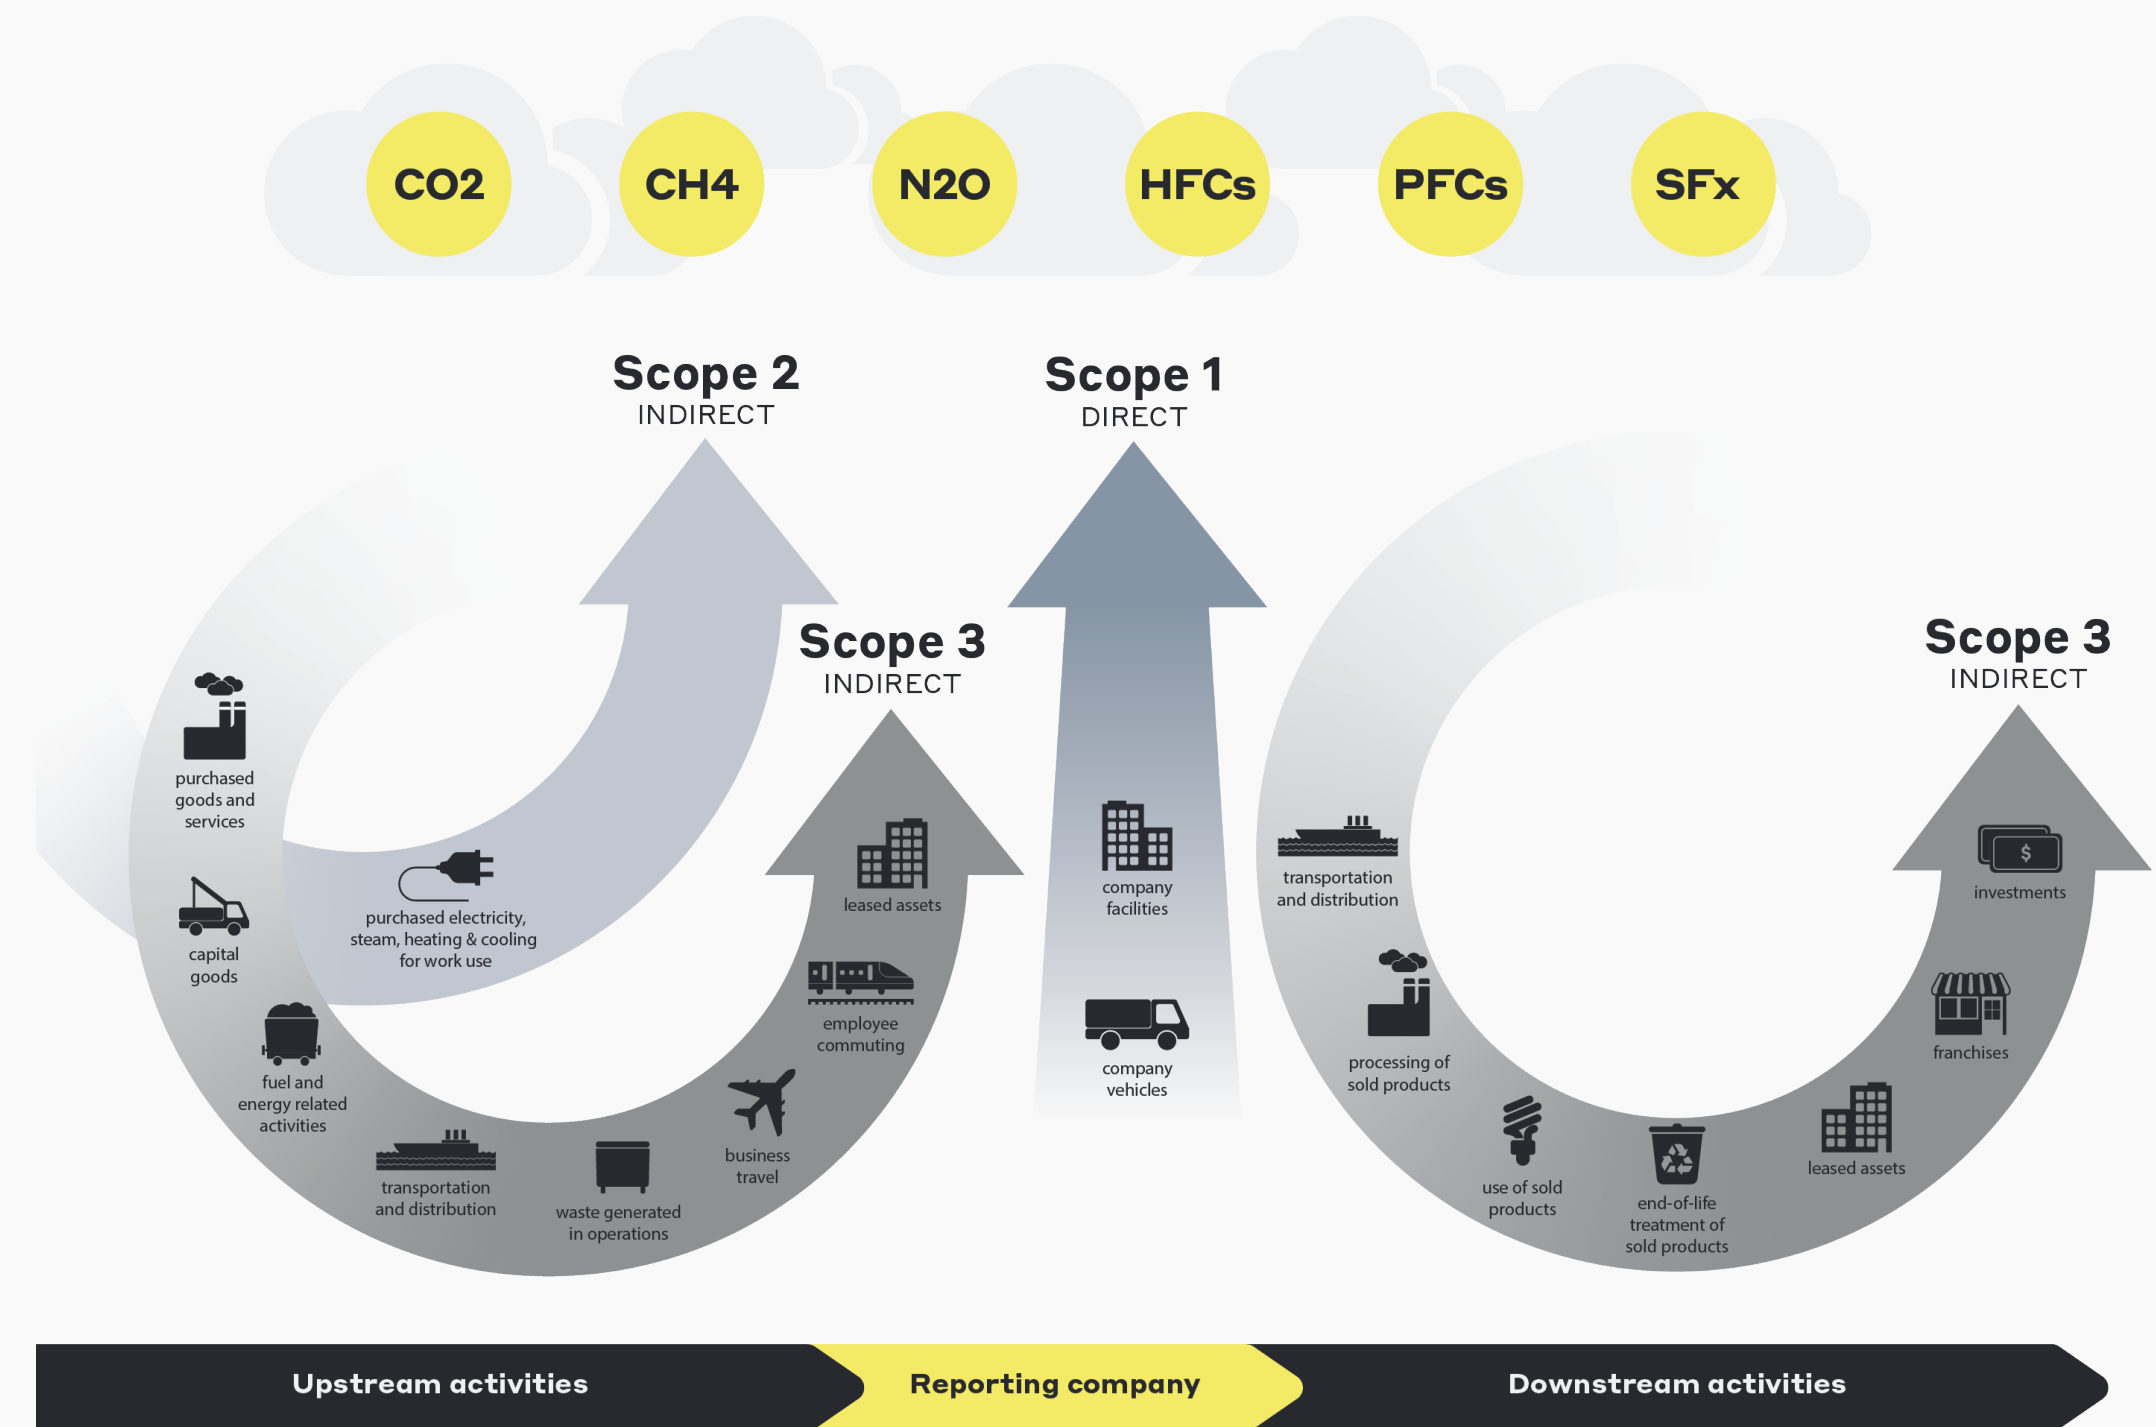 CO2
CH4
N2O
HFCs
PFCs
SFx
Scope 2
INDIRECT
Scope 1
DIRECT
Scope 3
INDIRECT
Scope 3
INDIRECT
purchased
goods and
services
capital
goods
fuel and
energy related
activities
transportation
and distribution
waste generated
in operations
business
travel
employee
commuting
leased assets
purchased electricity,
steam, heating & cooling
for work use
company
facilities
company
vehicles
transportation
and distribution
processing of
sold products
use of sold
products
end-of-life
treatment of
sold products
leased assets
franchises
$
investments
Upstream activities
Reporting company
Downstream activities